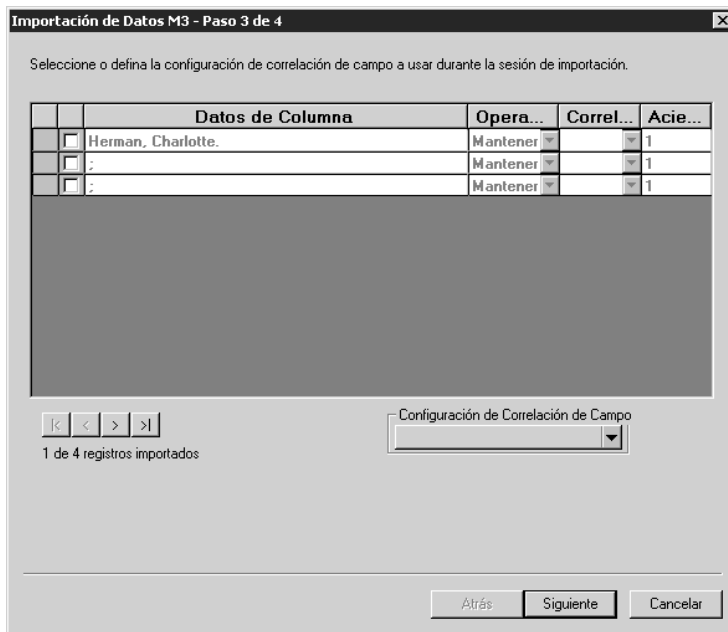 Importación de Datos M3 - Paso 3 de 4
Seleccione o defina la configuración de correlación de campo a usar durante la sesión de importación.
Datos de Columna Opera... Correl... Acie...
Herman, Charlotte. Mantener 1
; Mantener 1
; Mantener 1
|< < > >|
1 de 4 registros importados
Configuración de Correlación de Campo
Atrás Siguiente Cancelar